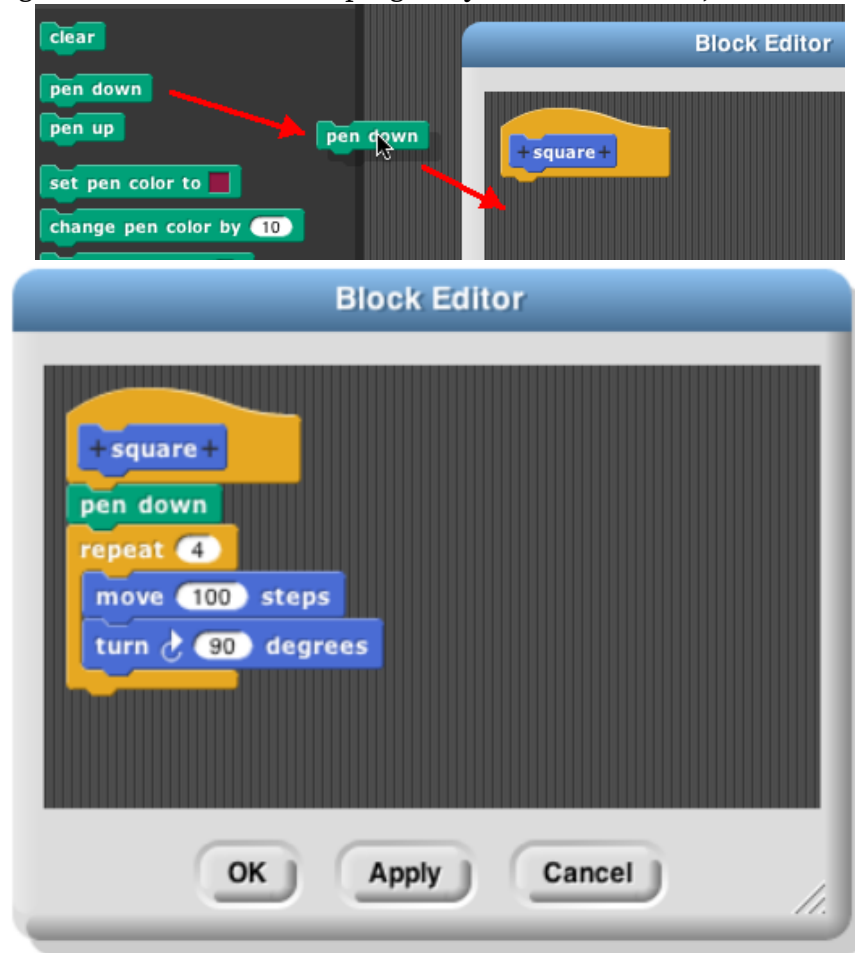 clear
Block Editor
pen down
pen up
pen down
+square+
set pen color to
change pen color by 10
Block Editor
+square+
pen down
repeat 4
move 100 steps
turn 90 degrees
OK Apply Cancel